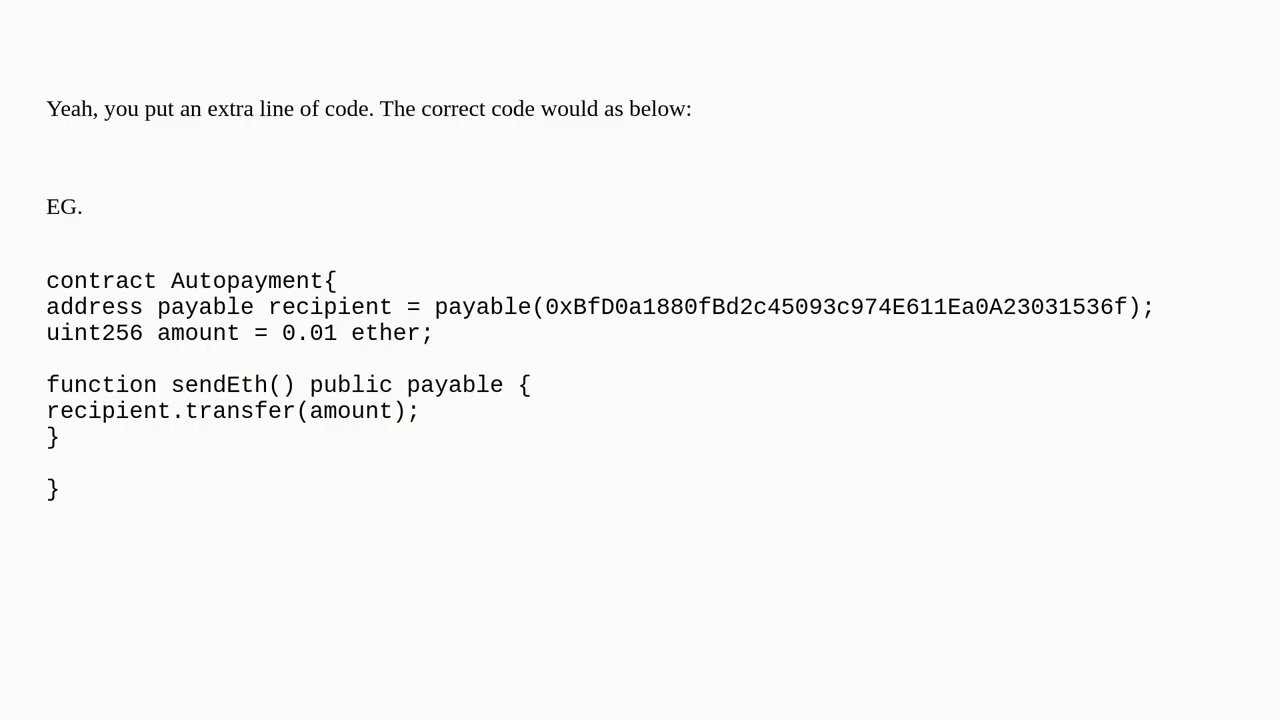 Yeah, you put an extra line of code. The correct code would as below:
EG.
contract Autopayment{
address payable recipient = payable(0xBfD0a1880fBd2c45093c974E611Ea0A23031536f);
uint256 amount = 0.01 ether;
function sendEth() public payable {
recipient.transfer(amount);
}
}